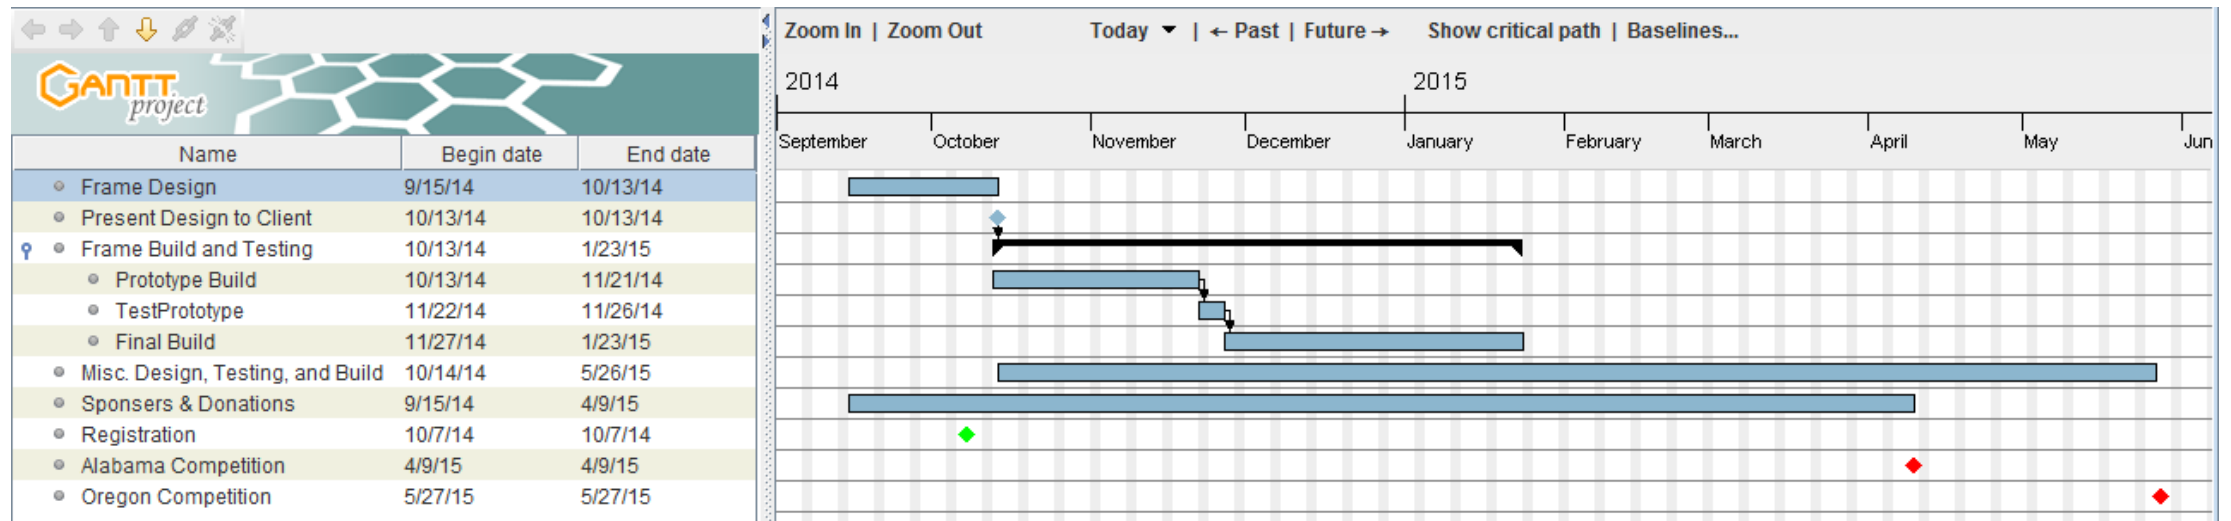 Zoom In | Zoom Out Today ▼ | ← Past | Future → Show critical path | Baselines...
GANTT
project
2014 2015
September October November December January February March April May Jun
Name Begin date End date
Frame Design 9/15/14 10/13/14
Present Design to Client 10/13/14 10/13/14
Frame Build and Testing 10/13/14 1/23/15
Prototype Build 10/13/14 11/21/14
TestPrototype 11/22/14 11/26/14
Final Build 11/27/14 1/23/15
Misc. Design, Testing, and Build 10/14/14 5/26/15
Sponsers & Donations 9/15/14 4/9/15
Registration 10/7/14 10/7/14
Alabama Competition 4/9/15 4/9/15
Oregon Competition 5/27/15 5/27/15